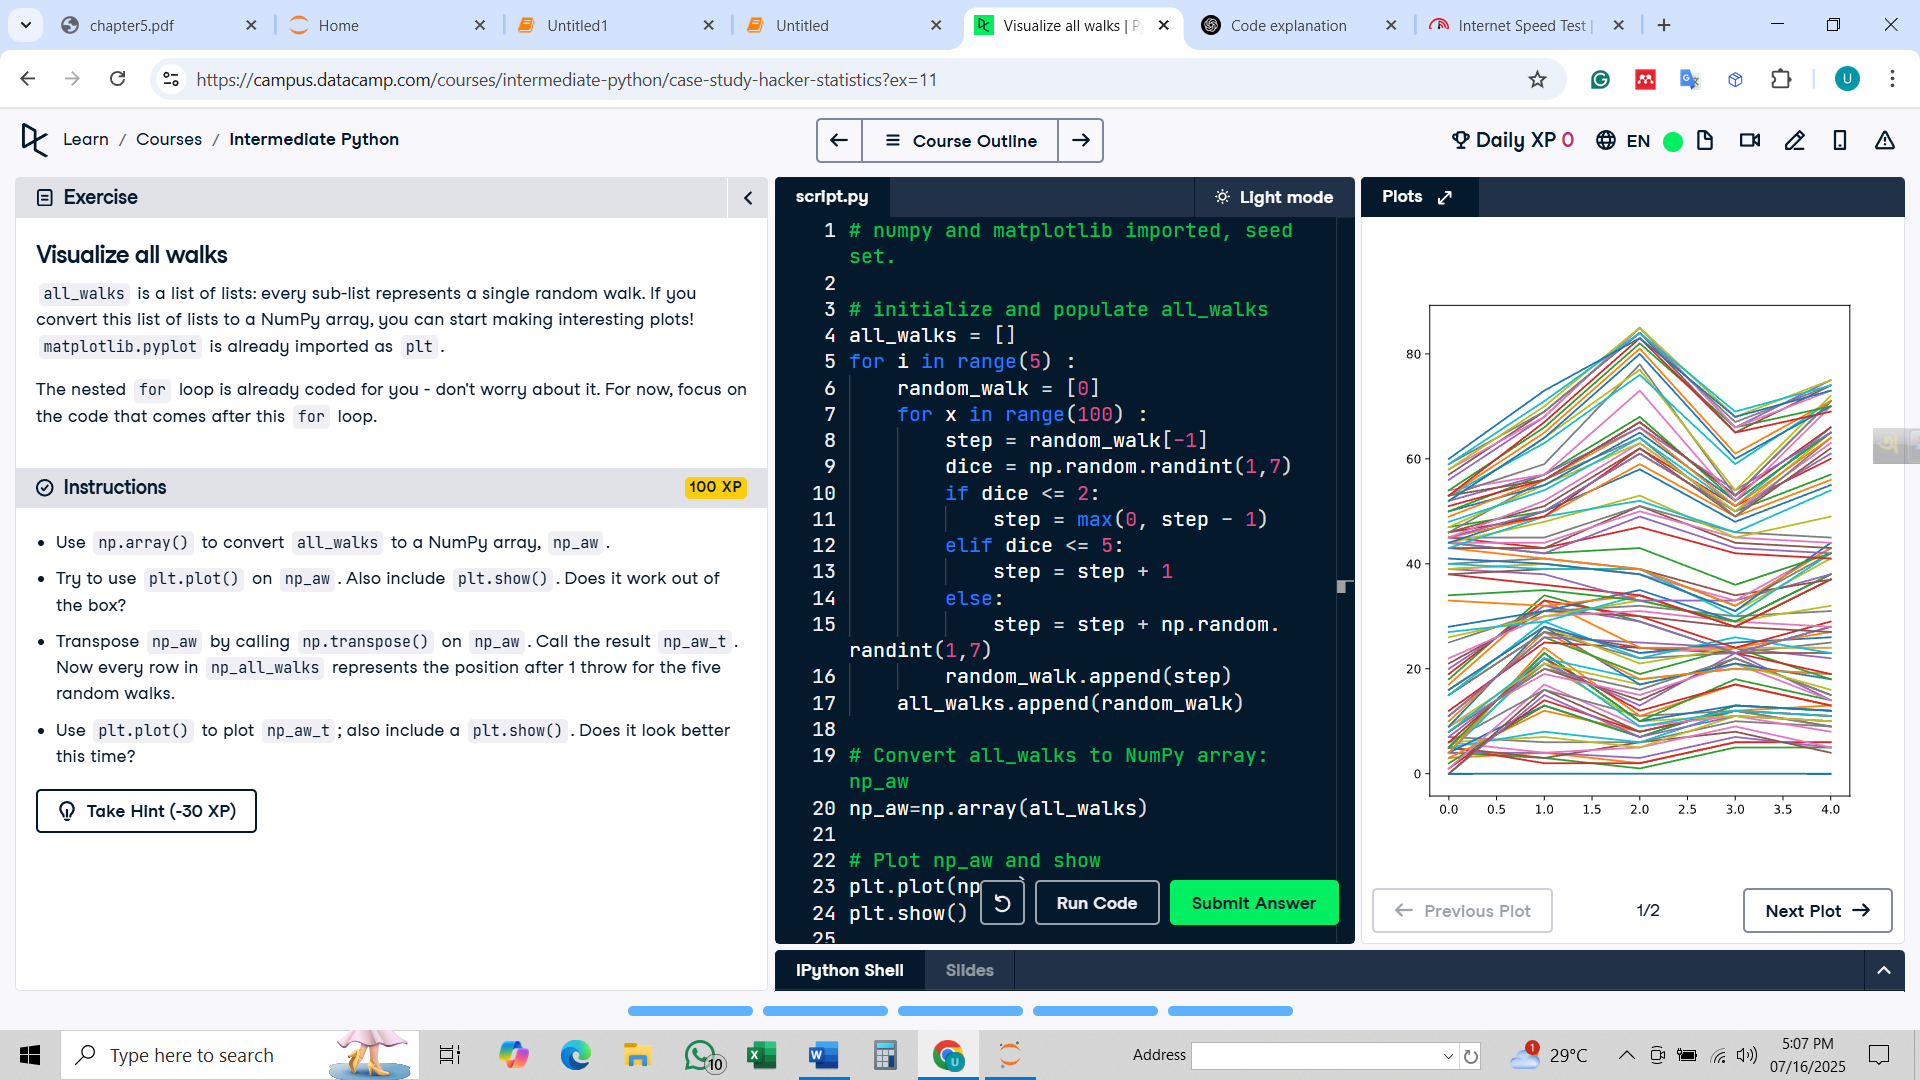 chapter5.pdf
Home
Untitled1
Untitled
Visualize all walks | P
Code explanation
Internet Speed Test |
https://campus.datacamp.com/courses/intermediate-python/case-study-hacker-statistics?ex=11
U
Learn / Courses / Intermediate Python
Course Outline
Daily XP 0
EN
Exercise
Visualize all walks
all_walks is a list of lists: every sub-list represents a single random walk. If you
convert this list of lists to a NumPy array, you can start making interesting plots!
matplotlib.pyplot is already imported as plt.
The nested for loop is already coded for you - don't worry about it. For now, focus on
the code that comes after this for loop.
Instructions
100 XP
• Use np.array() to convert all_walks to a NumPy array, np_aw.
• Try to use plt.plot() on np_aw. Also include plt.show(). Does it work out of
the box?
• Transpose np_aw by calling np.transpose() on np_aw. Call the result np_aw_t.
Now every row in np_all_walks represents the position after 1 throw for the five
random walks.
• Use plt.plot() to plot np_aw_t; also include a plt.show(). Does it look better
this time?
Take Hint (-30 XP)
script.py
Light mode
1 # numpy and matplotlib imported, seed
set.
2
3 # initialize and populate all_walks
4 all_walks = []
5 for i in range(5) :
6     random_walk = [0]
7     for x in range(100) :
8         step = random_walk[-1]
9         dice = np.random.randint(1,7)
10         if dice <= 2:
11             step = max(0, step - 1)
12         elif dice <= 5:
13             step = step + 1
14         else:
15             step = step + np.random.
randint(1,7)
16         random_walk.append(step)
17     all_walks.append(random_walk)
18
19 # Convert all_walks to NumPy array:
np_aw
20 np_aw=np.array(all_walks)
21
22 # Plot np_aw and show
23 plt.plot(np
24 plt.show()
25
Run Code
Submit Answer
IPython Shell
Slides
Plots
80
60
40
20
0
0.0 0.5 1.0 1.5 2.0 2.5 3.0 3.5 4.0
Previous Plot
1/2
Next Plot
Type here to search
10
Address
1
29°C
5:07 PM
07/16/2025